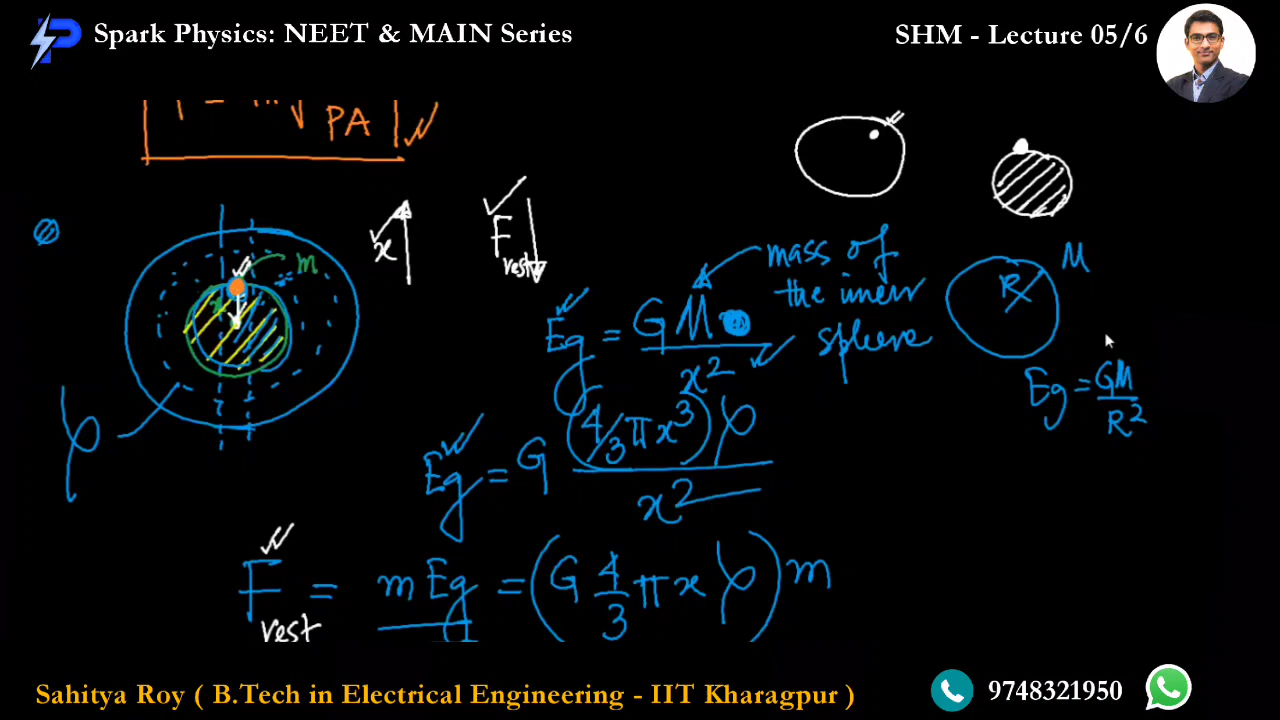 Spark Physics: NEET & MAIN Series
SHM - Lecture 05/6
PA
m
x
F rest
mass of
the inner
sphere
Eg = GM / x²
M
R
Eg = GM / R²
ρ
Eg = G (4/3 π x³) ρ / x²
F rest = m Eg = (G 4/3 π x ρ) m
Sahitya Roy ( B.Tech in Electrical Engineering - IIT Kharagpur )
9748321950